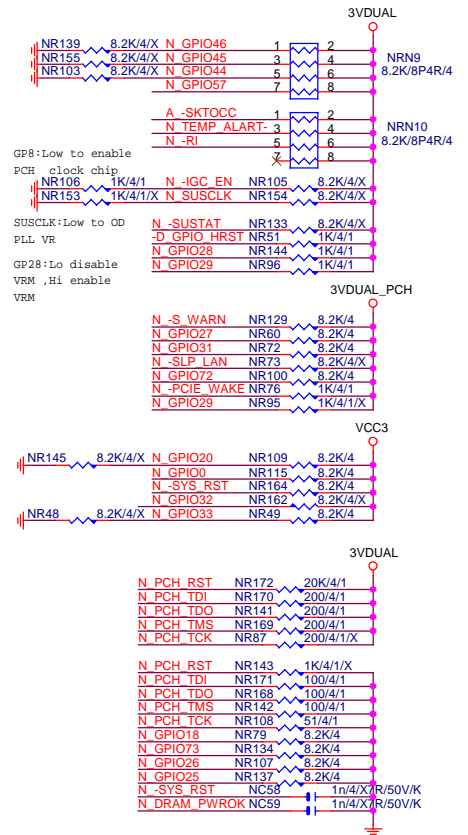 3VDUAL
NR139 8.2K/4/X N_GPIO46 1 2
NR155 8.2K/4/X N_GPIO45 3 4 NRN9
NR103 8.2K/4/X N_GPIO44 5 6 8.2K/8P4R/4
N_GPIO57 7 8
A_-SKTOCC 1 2
N_TEMP_ALART- 3 4 NRN10
N_-RI 5 6 8.2K/8P4R/4
7 8
GP8:Low to enable
PCH clock chip
NR106 1K/4/1 N_-IGC_EN NR105 8.2K/4/X
NR153 1K/4/1/X N_SUSCLK NR154 8.2K/4/X
SUSCLK:Low to OD
PLL VR
N_-SUSTAT NR133 8.2K/4/X
-D_GPIO_HRST NR51 1K/4/1
N_GPIO28 NR144 1K/4/1
N_GPIO29 NR96 1K/4/1
GP28:Lo disable
VRM ,Hi enable
VRM
3VDUAL_PCH
N_-S_WARN NR129 8.2K/4
N_GPIO27 NR60 8.2K/4
N_GPIO31 NR72 8.2K/4
N_-SLP_LAN NR73 8.2K/4/X
N_GPIO72 NR100 8.2K/4
N_-PCIE_WAKE NR76 1K/4/1
N_GPIO29 NR95 1K/4/1/X
VCC3
NR145 8.2K/4/X N_GPIO20 NR109 8.2K/4
N_GPIO0 NR115 8.2K/4
N_-SYS_RST NR164 8.2K/4
N_GPIO32 NR162 8.2K/4/X
NR48 8.2K/4/X N_GPIO33 NR49 8.2K/4
3VDUAL
N_PCH_RST NR172 20K/4/1
N_PCH_TDI NR170 200/4/1
N_PCH_TDO NR141 200/4/1
N_PCH_TMS NR169 200/4/1
N_PCH_TCK NR87 200/4/1/X
N_PCH_RST NR143 1K/4/1/X
N_PCH_TDI NR171 100/4/1
N_PCH_TDO NR168 100/4/1
N_PCH_TMS NR142 100/4/1
N_PCH_TCK NR108 51/4/1
N_GPIO18 NR79 8.2K/4
N_GPIO73 NR134 8.2K/4
N_GPIO26 NR107 8.2K/4
N_GPIO25 NR137 8.2K/4
N_-SYS_RST NC58 1n/4/X7R/50V/K
N_DRAM_PWROK NC59 1n/4/X7R/50V/K